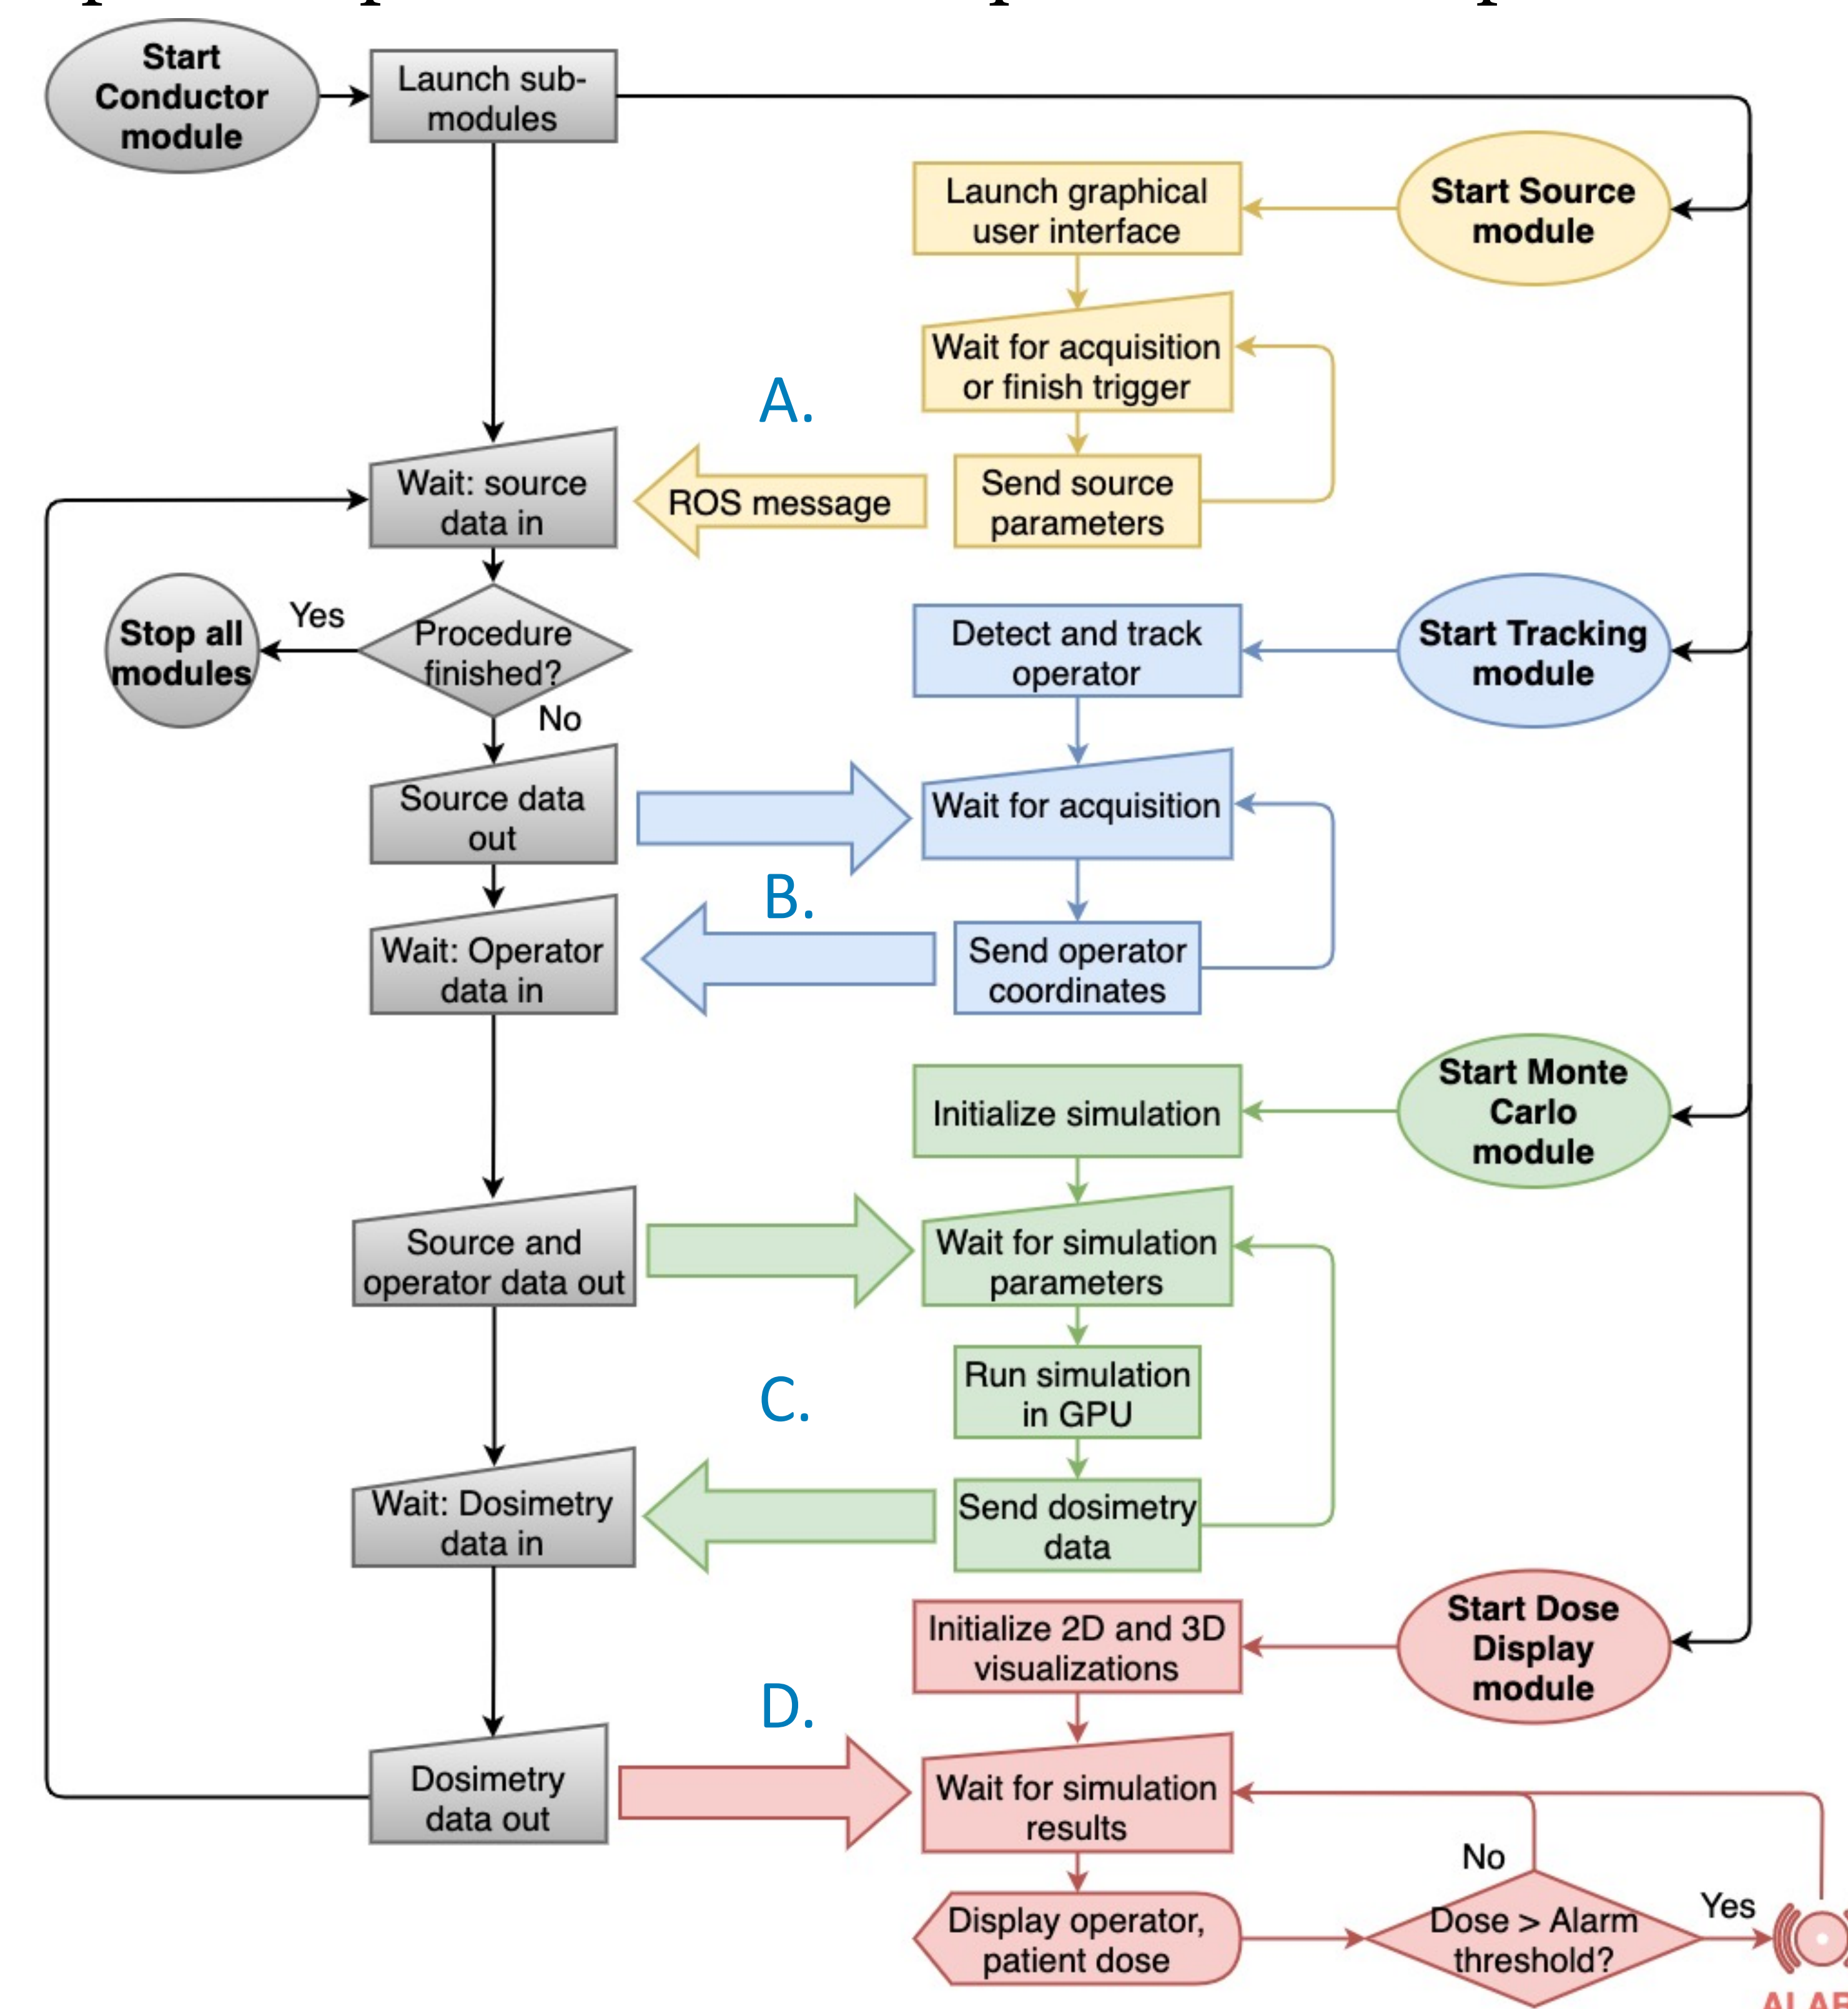 Start
Conductor
module
Launch sub-
modules
Launch graphical
user interface
Start Source
module
Wait for acquisition
or finish trigger
A.
Wait: source
data in
ROS message
Send source
parameters
Yes
Stop all
modules
Procedure
finished?
No
Detect and track
operator
Start Tracking
module
Source data
out
Wait for acquisition
B.
Wait: Operator
data in
Send operator
coordinates
Initialize simulation
Start Monte
Carlo
module
Source and
operator data out
Wait for simulation
parameters
Run simulation
in GPU
C.
Wait: Dosimetry
data in
Send dosimetry
data
Initialize 2D and 3D
visualizations
Start Dose
Display
module
D.
Dosimetry
data out
Wait for simulation
results
No
Display operator,
patient dose
Dose > Alarm
threshold?
Yes